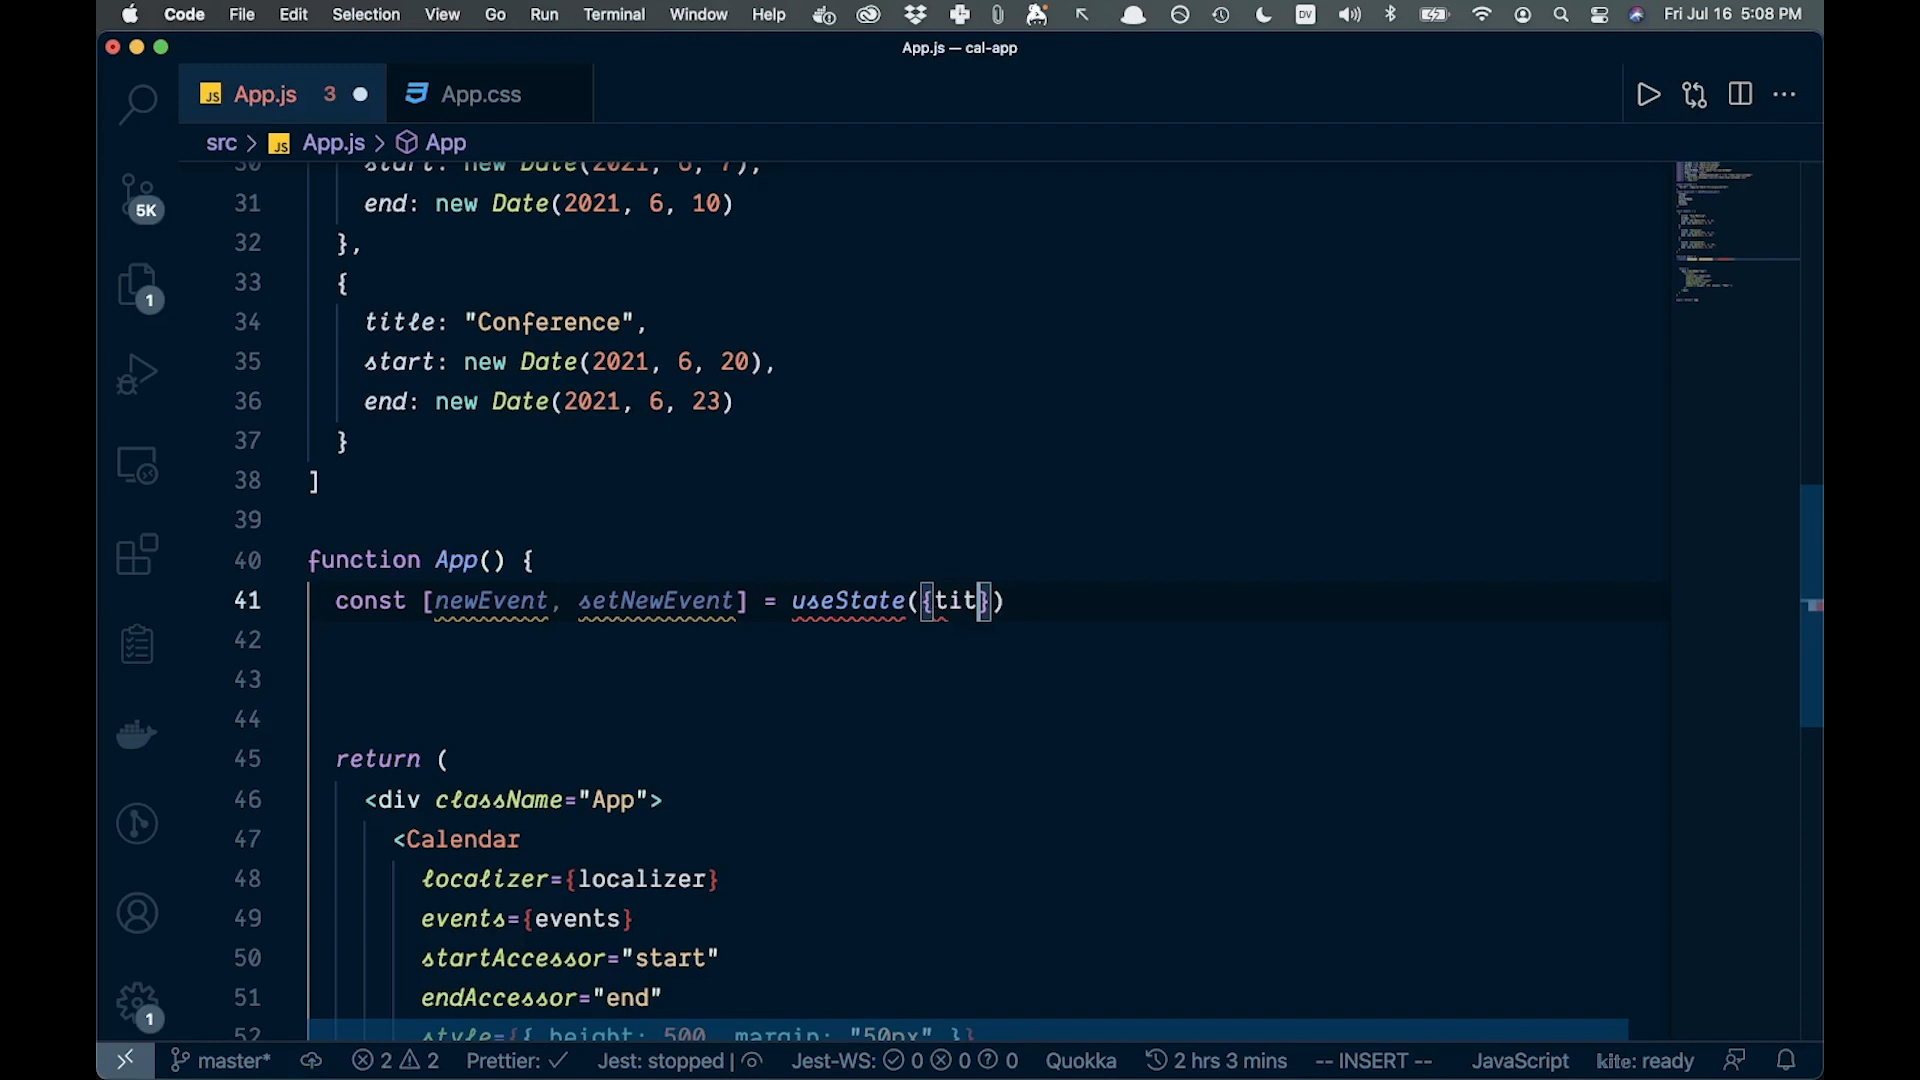 Code File Edit Selection View Go Run Terminal Window Help DV Fri Jul 16 5:08 PM
App.js — cal-app
JS App.js 3 App.css
src > JS App.js > App
30 start: new Date(2021, 6, 7),
31 end: new Date(2021, 6, 10)
5K
32 },
33 {
1
34 title: "Conference",
35 start: new Date(2021, 6, 20),
36 end: new Date(2021, 6, 23)
37 }
38 ]
39
40 function App() {
41 const [newEvent, setNewEvent] = useState({tit})
42
43
44
45 return (
46 <div className="App">
47 <Calendar
48 localizer={localizer}
49 events={events}
50 startAccessor="start"
51 endAccessor="end"
1
52 style={{ height: 500, margin: "50px" }}
master* 2 2 Prettier: ✓ Jest: stopped | Jest-WS: 0 0 0 Quokka 2 hrs 3 mins -- INSERT -- JavaScript kite: ready